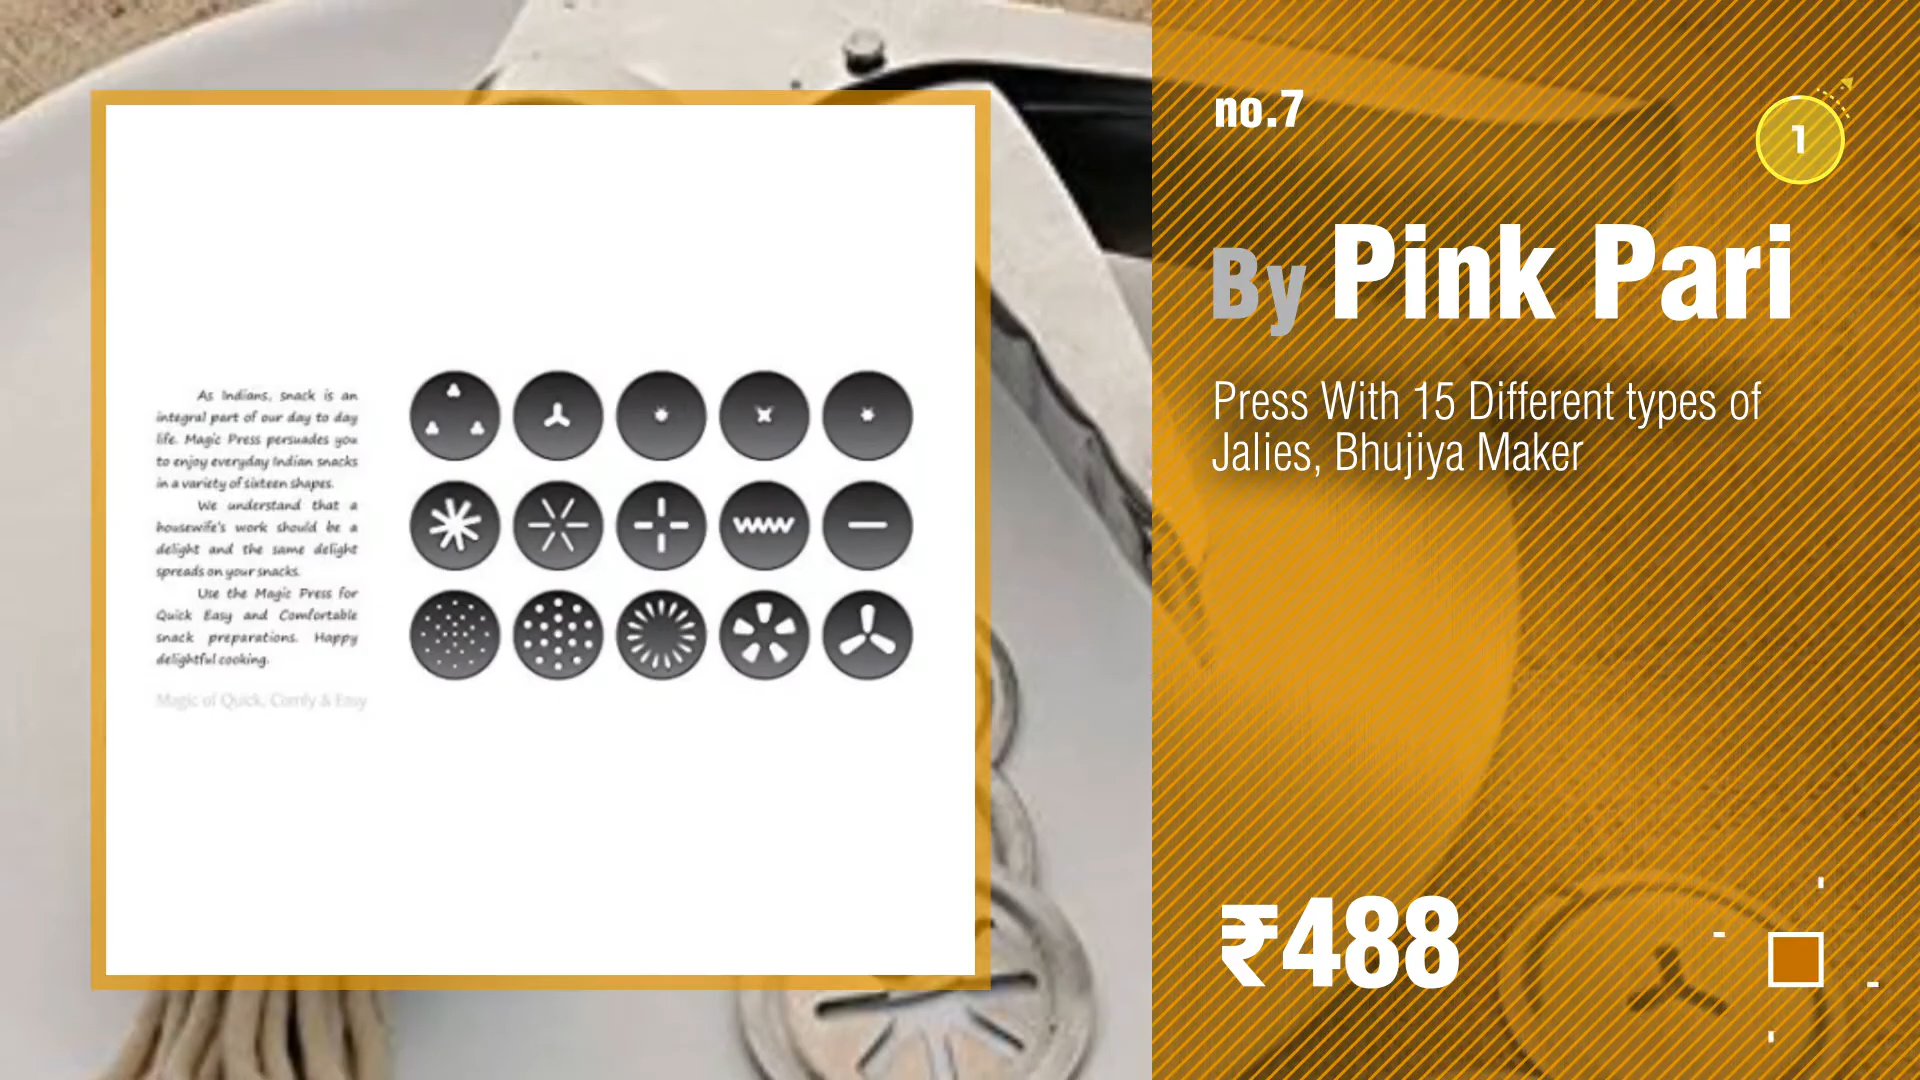 As Indians, snack is an
integral part of our day to day
life. Magic Press persuades you
to enjoy everyday Indian snacks
in a variety of sixteen shapes.
We understand that a
housewife's work should be a
delight and the same delight
spreads on your snacks.
Use the Magic Press for
Quick Easy and Comfortable
snack preparations. Happy
delightful cooking.
Magic of Quick, Comfy & Easy
no.7
1
By Pink Pari
Press With 15 Different types of
Jalies, Bhujiya Maker
₹488